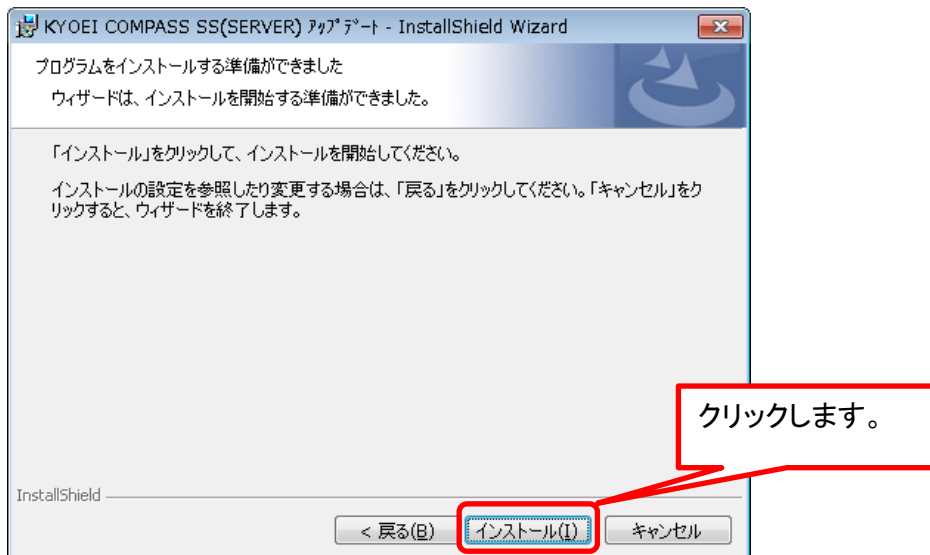 KYOEI COMPASS SS(SERVER) ｱｯﾌﾟﾃﾞｰﾄ - InstallShield Wizard
プログラムをインストールする準備ができました
ウィザードは、インストールを開始する準備ができました。
「インストール」をクリックして、インストールを開始してください。
インストールの設定を参照したり変更する場合は、「戻る」をクリックしてください。「キャンセル」をク
リックすると、ウィザードを終了します。
クリックします。
InstallShield
< 戻る(B)
インストール(I)
キャンセル